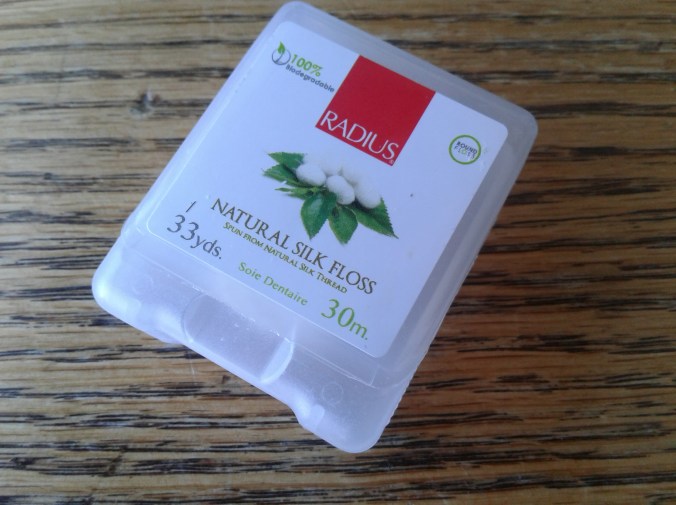 100%
Biodegradable
RADIUS®
NATURAL SILK FLOSS
SPUN FROM NATURAL SILK THREAD
33yds.
Soie Dentaire
30m.